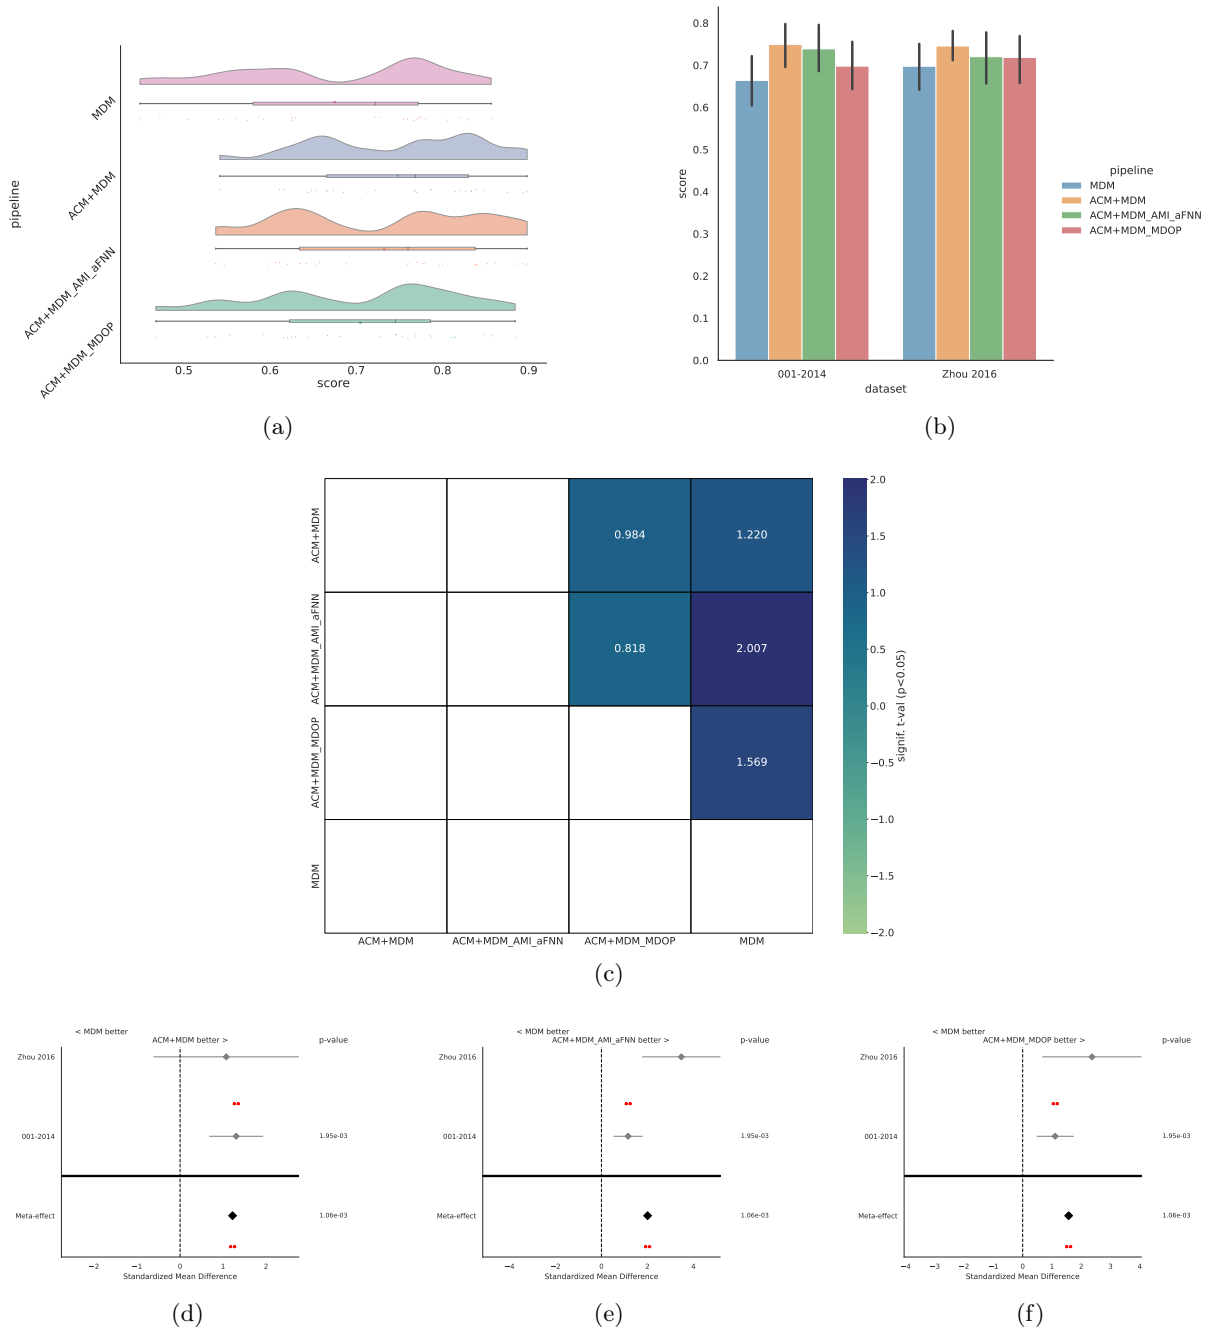 pipeline
MDM
ACM+MDM
ACM+MDM_AMI_aFNN
ACM+MDM_MDOP
0.5 0.6 0.7 0.8 0.9
score
(a)
0.8
0.7
0.6
0.5
0.4
0.3
0.2
0.1
0.0
score
001-2014 Zhou 2016
dataset
pipeline
MDM
ACM+MDM
ACM+MDM_AMI_aFNN
ACM+MDM_MDOP
(b)
ACM+MDM
ACM+MDM_AMI_aFNN
ACM+MDM_MDOP
MDM
0.984 1.220
0.818 2.007
1.569
ACM+MDM ACM+MDM_AMI_aFNN ACM+MDM_MDOP MDM
2.0
1.5
1.0
0.5
0.0
−0.5
−1.0
−1.5
−2.0
signif. t-val (p<0.05)
(c)
< MDM better
ACM+MDM better > p-value
Zhou 2016
001-2014 1.95e-03
Meta-effect 1.06e-03
−2 −1 0 1 2
Standardized Mean Difference
(d)
< MDM better
ACM+MDM_AMI_aFNN better > p-value
Zhou 2016
001-2014 1.95e-03
Meta-effect 1.06e-03
−4 −2 0 2 4
Standardized Mean Difference
(e)
< MDM better
ACM+MDM_MDOP better > p-value
Zhou 2016
001-2014 1.95e-03
Meta-effect 1.06e-03
−4 −3 −2 −1 0 1 2 3 4
Standardized Mean Difference
(f)